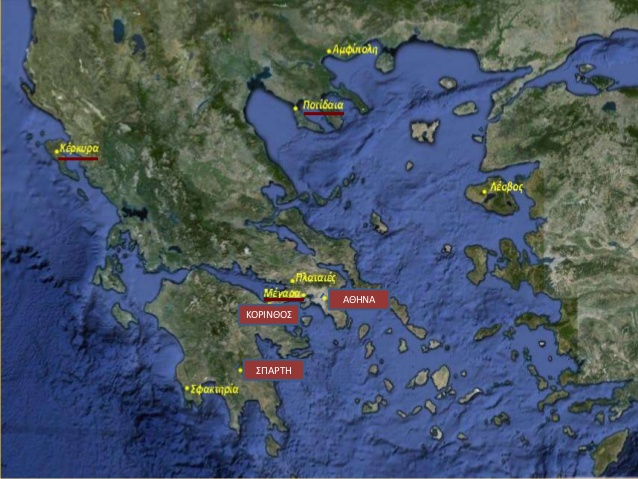 Αμφίπολη
Ποτίδαια
Κέρκυρα
Λέσβος
Πλαταιές
Μέγαρα
ΑΘΗΝΑ
ΚΟΡΙΝΘΟΣ
ΣΠΑΡΤΗ
Σφακτηρία